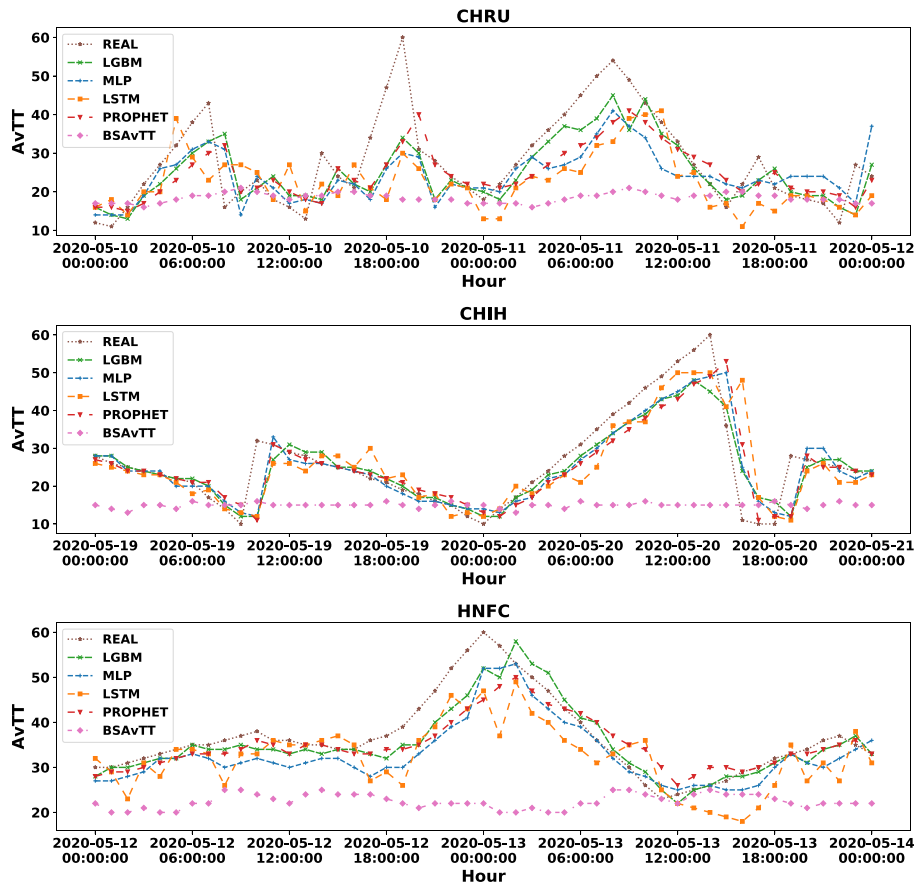 CHRU
60
50
40
30
20
10
AvTT
REAL
LGBM
MLP
LSTM
PROPHET
BSAvTT
2020-05-10 2020-05-10 2020-05-10 2020-05-10 2020-05-11 2020-05-11 2020-05-11 2020-05-11 2020-05-12
00:00:00 06:00:00 12:00:00 18:00:00 00:00:00 06:00:00 12:00:00 18:00:00 00:00:00
Hour
CHIH
60
50
40
30
20
10
AvTT
REAL
LGBM
MLP
LSTM
PROPHET
BSAvTT
2020-05-19 2020-05-19 2020-05-19 2020-05-19 2020-05-20 2020-05-20 2020-05-20 2020-05-20 2020-05-21
00:00:00 06:00:00 12:00:00 18:00:00 00:00:00 06:00:00 12:00:00 18:00:00 00:00:00
Hour
HNFC
60
50
40
30
20
AvTT
REAL
LGBM
MLP
LSTM
PROPHET
BSAvTT
2020-05-12 2020-05-12 2020-05-12 2020-05-12 2020-05-13 2020-05-13 2020-05-13 2020-05-13 2020-05-14
00:00:00 06:00:00 12:00:00 18:00:00 00:00:00 06:00:00 12:00:00 18:00:00 00:00:00
Hour